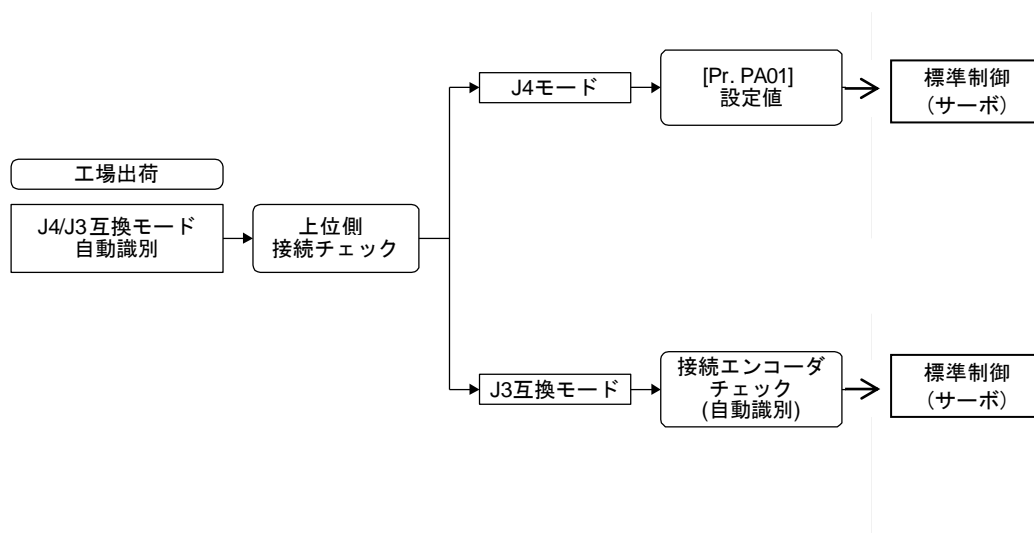 工場出荷
J4/J3互換モード
自動識別
上位側
接続チェック
J4モード
[Pr. PA01]
設定値
標準制御
(サーボ)
J3互換モード
接続エンコーダ
チェック
(自動識別)
標準制御
(サーボ)